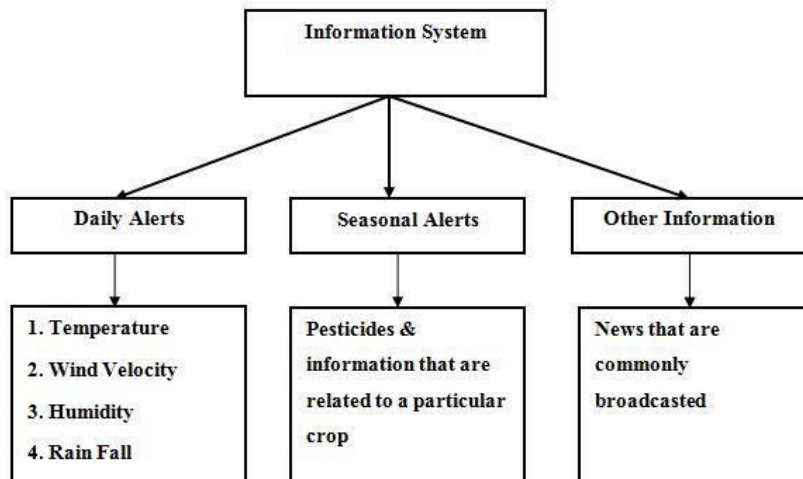 Information System
Daily Alerts
Seasonal Alerts
Other Information
1. Temperature
2. Wind Velocity
3. Humidity
4. Rain Fall
Pesticides &
information that are
related to a particular
crop
News that are
commonly
broadcasted